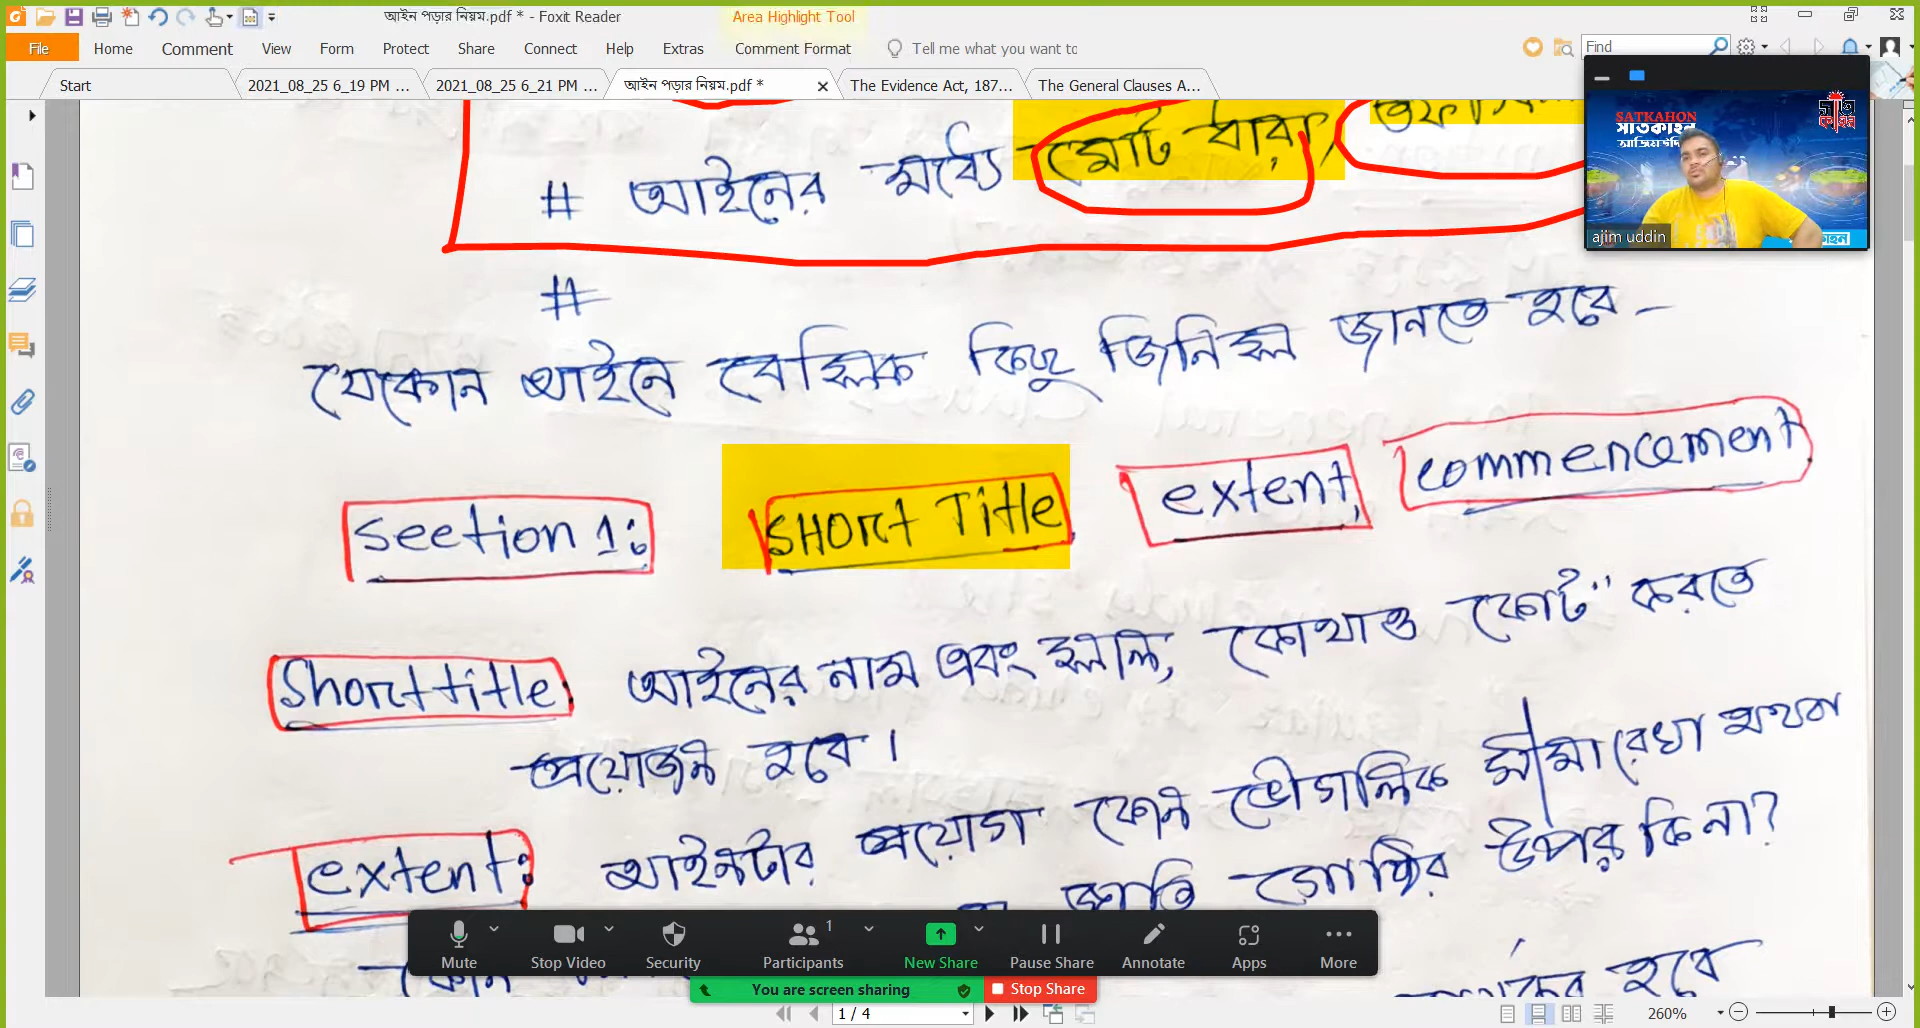 আইন পড়ার নিয়ম.pdf * - Foxit Reader
Area Highlight Tool
File Home Comment View Form Protect Share Connect Help Extras Comment Format Tell me what you want to Find
Start 2021_08_25 6_19 PM ... 2021_08_25 6_21 PM ... আইন পড়ার নিয়ম.pdf * The Evidence Act, 187... The General Clauses A...
SATKAHON
সাতকাহন
ajim uddin
# আইনের মধ্যে মোট ধারা,
#
যেকোন আইনে বেসিক কিছু জিনিস জানতে হবে –
Section 1: SHort Title, extent, commencement
Short title: আইনের নাম এবং সাল, কোথাও কোট" করতে
প্রয়োজন হবে।
extent: আইনটার প্রয়োগ কোন ভৌগলিক সীমারেখা অথবা
জাতি গোষ্ঠির উপর কি না?
কোন
হবে
Mute Stop Video Security Participants 1 New Share Pause Share Annotate Apps More
You are screen sharing Stop Share
1 / 4 260%